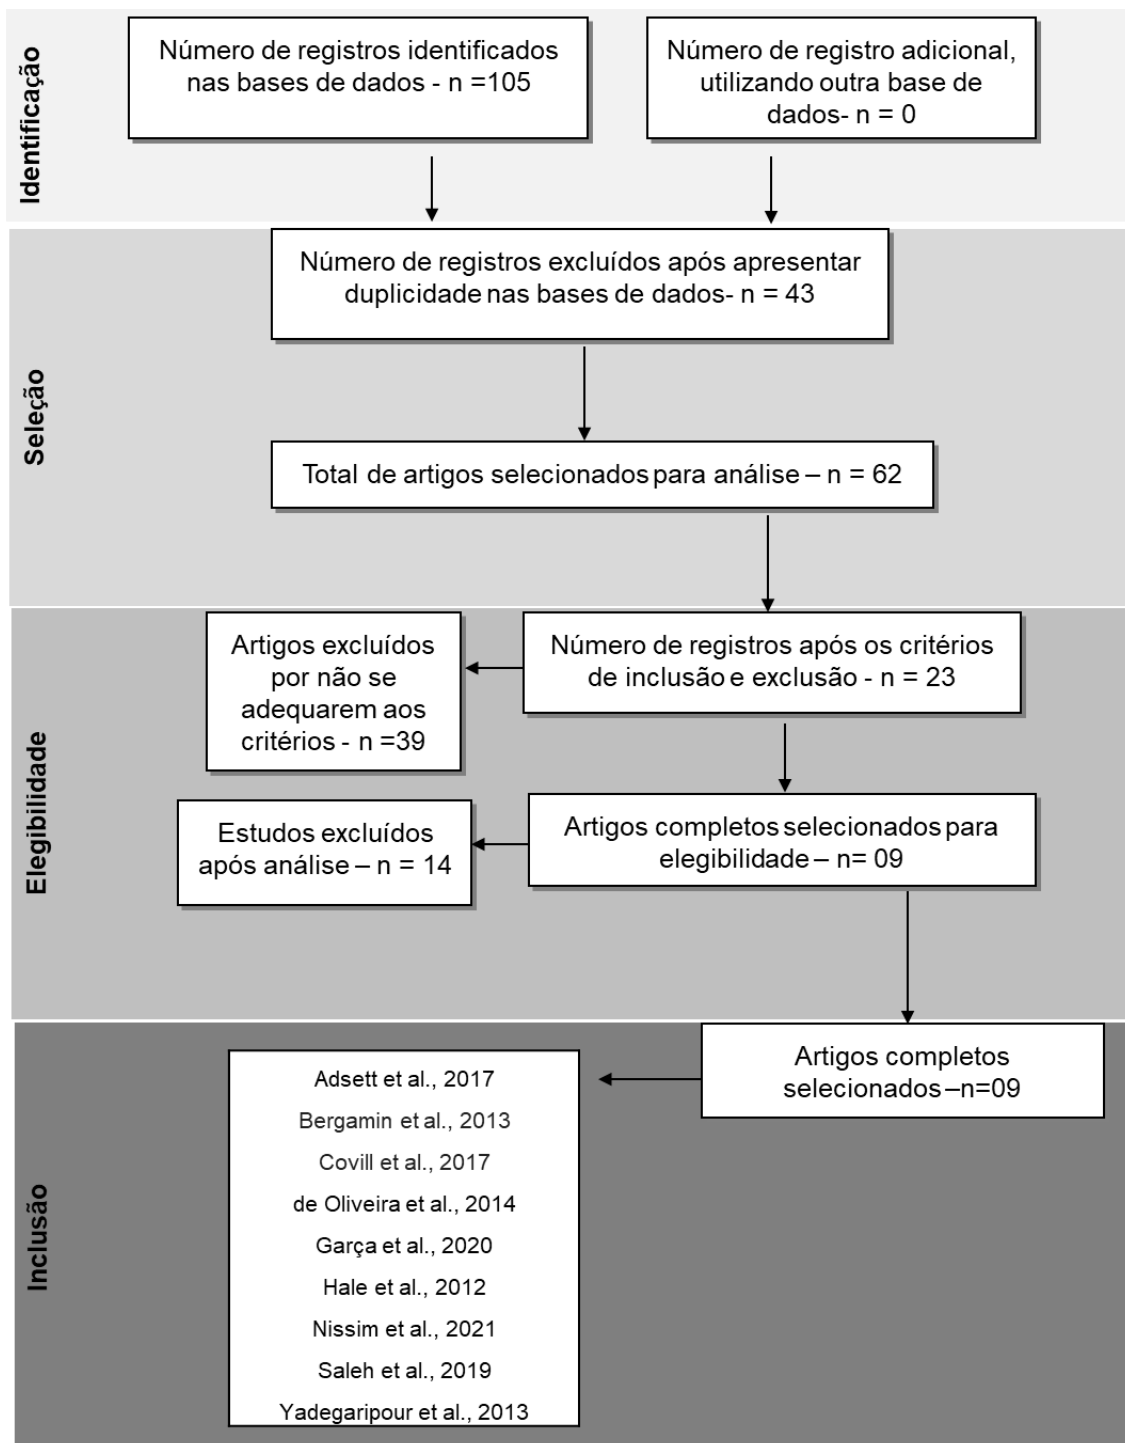 Identificação
Número de registros identificados
nas bases de dados - n =105
Número de registro adicional,
utilizando outra base de
dados- n = 0
Seleção
Número de registros excluídos após apresentar
duplicidade nas bases de dados- n = 43
Total de artigos selecionados para análise – n = 62
Elegibilidade
Artigos excluídos
por não se
adequarem aos
critérios - n =39
Número de registros após os critérios
de inclusão e exclusão - n = 23
Estudos excluídos
após análise – n = 14
Artigos completos selecionados para
elegibilidade – n= 09
Inclusão
Artigos completos
selecionados –n=09
Adsett et al., 2017
Bergamin et al., 2013
Covill et al., 2017
de Oliveira et al., 2014
Garça et al., 2020
Hale et al., 2012
Nissim et al., 2021
Saleh et al., 2019
Yadegaripour et al., 2013